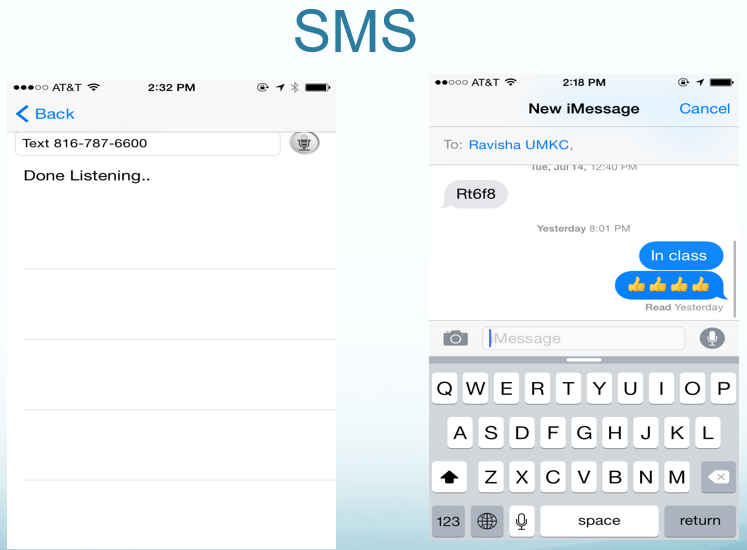 SMS
AT&T 2:32 PM
Back
Text 816-787-6600
Done Listening..
AT&T 2:18 PM
New iMessage Cancel
To: Ravisha UMKC,
Tue, Jul 14, 12:40 PM
Rt6f8
Yesterday 8:01 PM
In class
👍👍👍👍
Read Yesterday
iMessage
Q W E R T Y U I O P
A S D F G H J K L
Z X C V B N M
123 space return